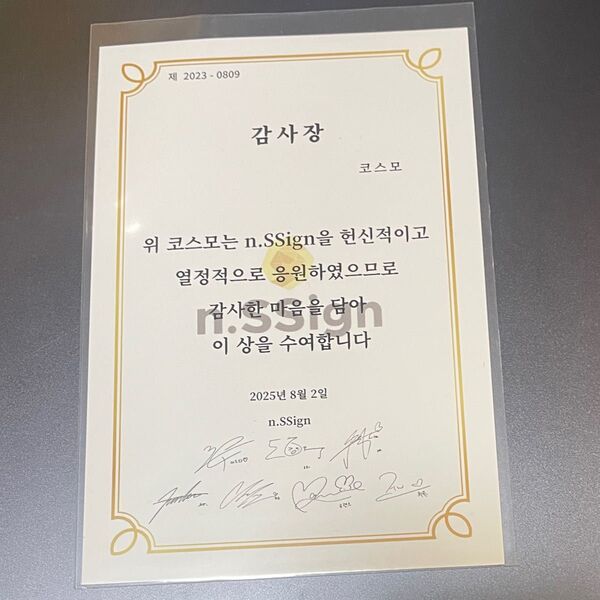 제 2023 - 0809
감사장
코스모
위 코스모는 n.SSign을 헌신적이고
열정적으로 응원하였으므로
감사한 마음을 담아
n.SSign
이 상을 수여합니다
2025년 8월 2일
n.SSign